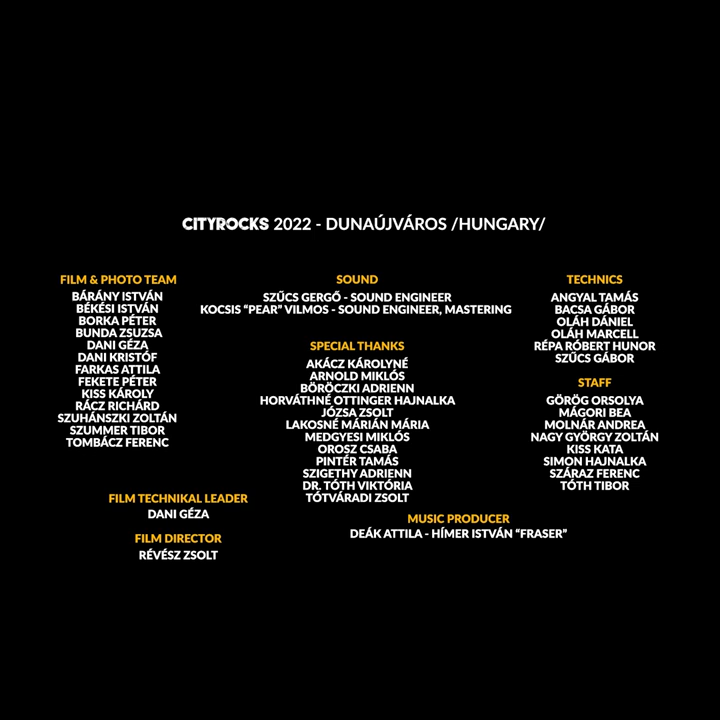 CITYROCKS 2022 - DUNAÚJVÁROS /HUNGARY/
FILM & PHOTO TEAM
BÁRÁNY ISTVÁN
BÉKÉSI ISTVÁN
BORKA PÉTER
BUNDA ZSUZSA
DANI GÉZA
DANI KRISTÓF
FARKAS ATTILA
FEKETE PÉTER
KISS KÁROLY
RÁCZ RICHÁRD
SZUHÁNSZKI ZOLTÁN
SZUMMER TIBOR
TOMBÁCZ FERENC
FILM TECHNIKAL LEADER
DANI GÉZA
FILM DIRECTOR
RÉVÉSZ ZSOLT
SOUND
SZŰCS GERGŐ - SOUND ENGINEER
KOCSIS “PEAR” VILMOS - SOUND ENGINEER, MASTERING
SPECIAL THANKS
AKÁCZ KÁROLYNÉ
ARNOLD MIKLÓS
BÖRÖCZKI ADRIENN
HORVÁTHNÉ OTTINGER HAJNALKA
JÓZSA ZSOLT
LAKOSNÉ MÁRIÁN MÁRIA
MEDGYESI MIKLÓS
OROSZ CSABA
PINTÉR TAMÁS
SZIGETHY ADRIENN
DR. TÓTH VIKTÓRIA
TÓTVÁRADI ZSOLT
MUSIC PRODUCER
DEÁK ATTILA - HÍMER ISTVÁN “FRASER”
TECHNICS
ANGYAL TAMÁS
BACSA GÁBOR
OLÁH DÁNIEL
OLÁH MARCELL
RÉPA RÓBERT HUNOR
SZŰCS GÁBOR
STAFF
GÖRÖG ORSOLYA
MÁGORI BEA
MOLNÁR ANDREA
NAGY GYÖRGY ZOLTÁN
KISS KATA
SIMON HAJNALKA
SZÁRAZ FERENC
TÓTH TIBOR